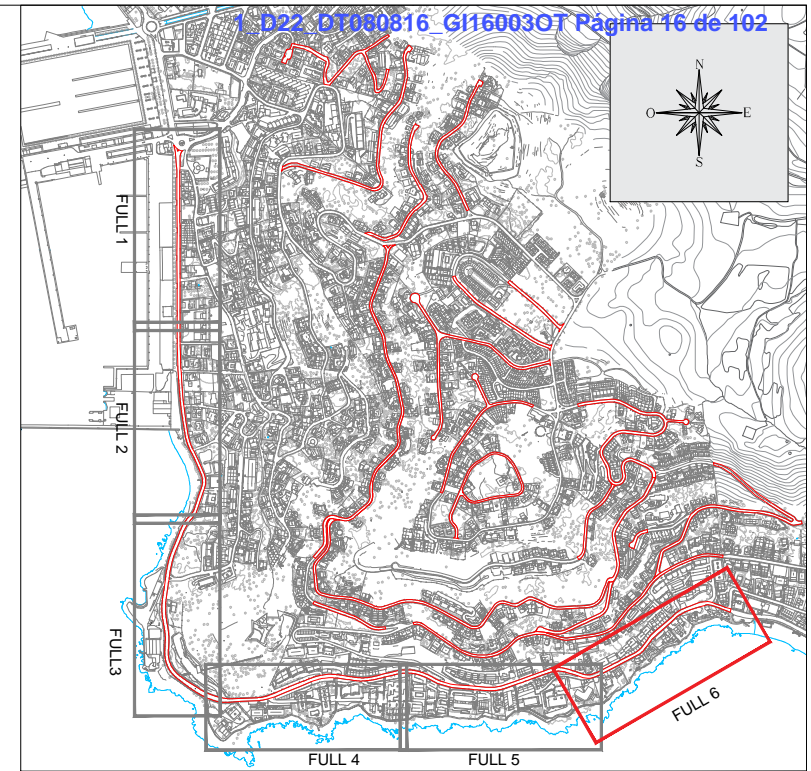 1_D22_DT080816_GI16003OT Página 16 de 102
N
O
E
S
FULL 1
FULL 2
FULL3
FULL 4
FULL 5
FULL 6